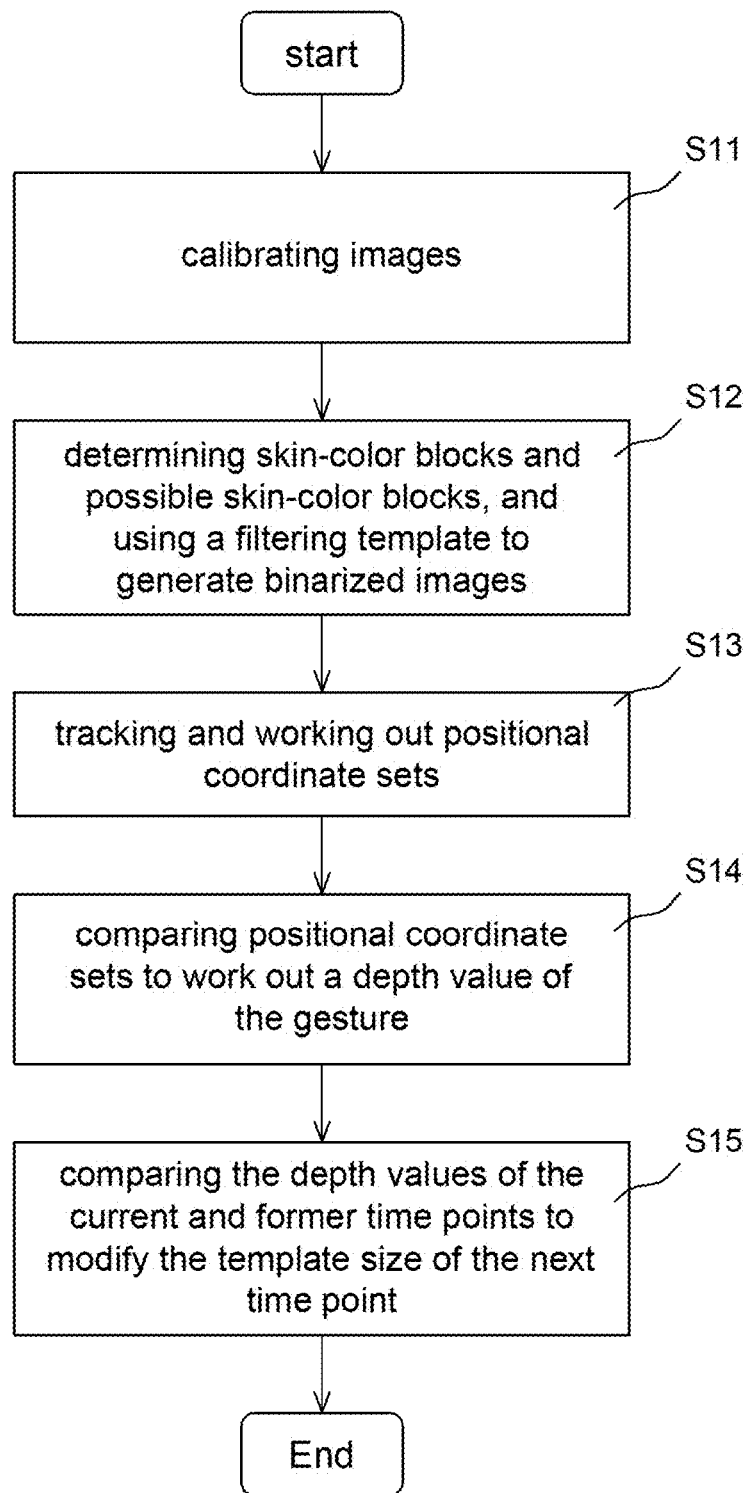 start
S11
calibrating images
S12
determining skin-color blocks and
possible skin-color blocks, and
using a filtering template to
generate binarized images
S13
tracking and working out positional
coordinate sets
S14
comparing positional coordinate
sets to work out a depth value of
the gesture
S15
comparing the depth values of the
current and former time points to
modify the template size of the next
time point
End